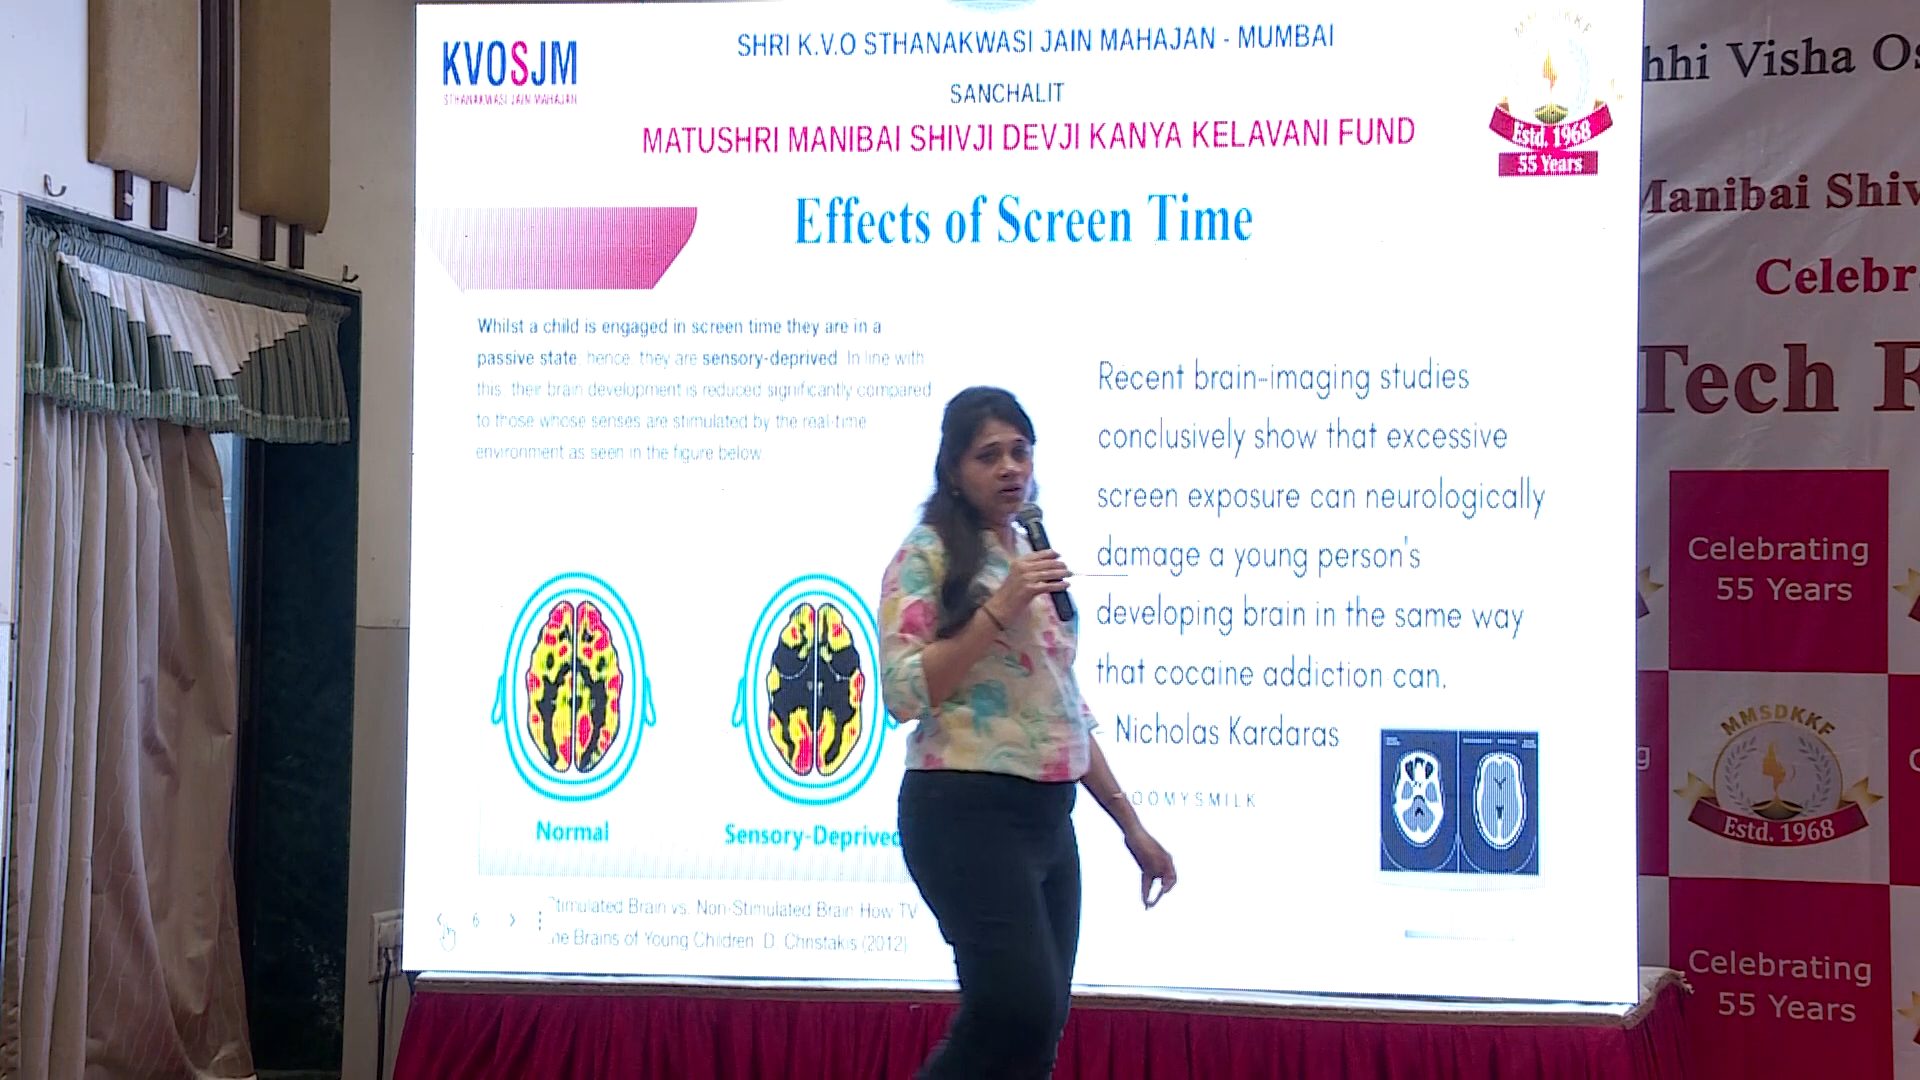 KVOSJM
STHANAKWASI JAIN MAHAJAN
SHRI K.V.O STHANAKWASI JAIN MAHAJAN - MUMBAI
SANCHALIT
MATUSHRI MANIBAI SHIVJI DEVJI KANYA KELAVANI FUND
MMSDKKF
Estd. 1968
55 Years
Effects of Screen Time
Whilst a child is engaged in screen time they are in a
passive state, hence, they are sensory-deprived. In line with
this, their brain development is reduced significantly compared
to those whose senses are stimulated by the real-time
environment as seen in the figure below.
Normal
Sensory-Deprived
Stimulated Brain vs. Non-Stimulated Brain How TV
Brains of Young Children. D. Christakis (2012)
6
Recent brain-imaging studies
conclusively show that excessive
screen exposure can neurologically
damage a young person's
developing brain in the same way
that cocaine addiction can.
- Nicholas Kardaras
OOMYSMILK
hhi Visha Os
Manibai Shiv
Celebr
Tech
Celebrating
55 Years
MMSDKKF
Estd. 1968
Celebrating
55 Years